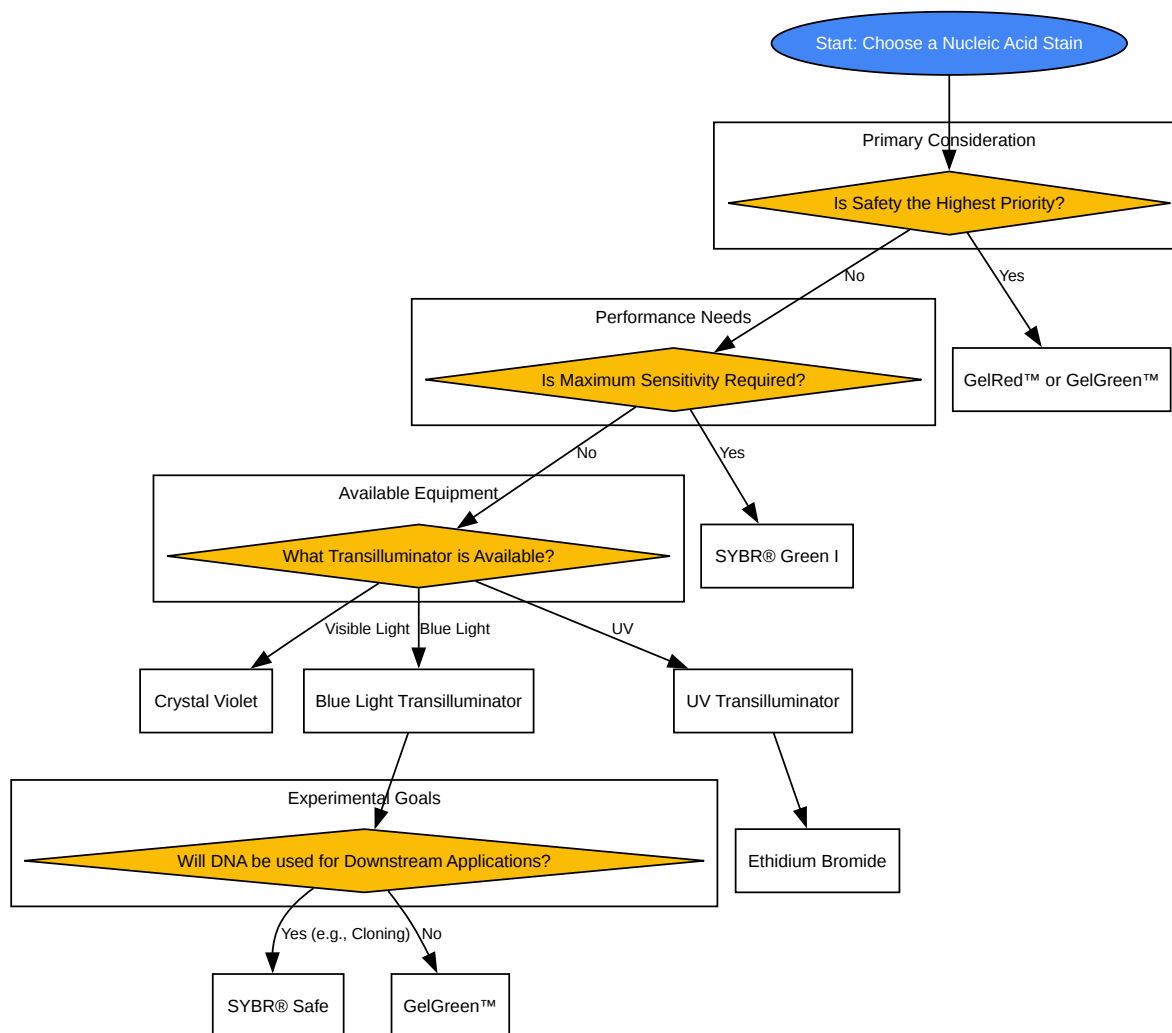 Start: Choose a Nucleic Acid Stain
Primary Consideration
Is Safety the Highest Priority?
No
Yes
Performance Needs
Is Maximum Sensitivity Required?
GelRed™ or GelGreen™
No
Yes
Available Equipment
What Transilluminator is Available?
SYBR® Green I
Visible Light
Blue Light
UV
Crystal Violet
Blue Light Transilluminator
UV Transilluminator
Experimental Goals
Will DNA be used for Downstream Applications?
Ethidium Bromide
Yes (e.g., Cloning)
No
SYBR® Safe
GelGreen™